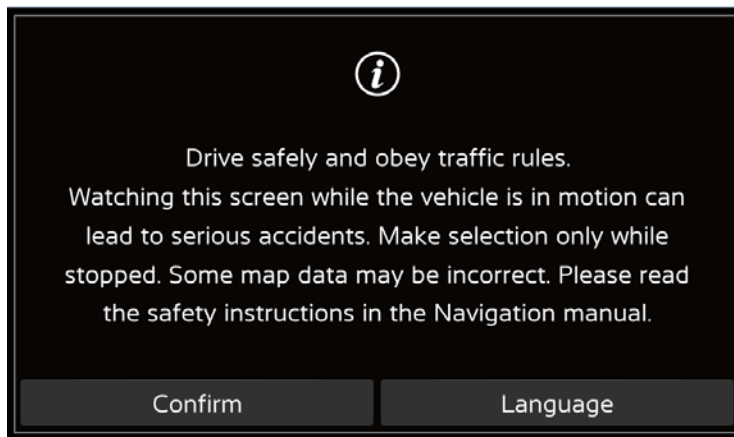 Drive safely and obey traffic rules.
Watching this screen while the vehicle is in motion can
lead to serious accidents. Make selection only while
stopped. Some map data may be incorrect. Please read
the safety instructions in the Navigation manual.
Confirm
Language